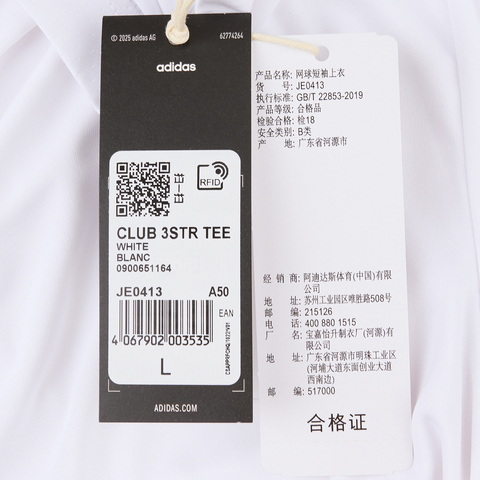 © 2025 adidas AG 62774264
adidas
RFID
CLUB 3STR TEE
WHITE
BLANC
0900651164
JE0413 A50
EAN
4 067902 003535
L
ADIDAS.COM
产品名称: 网球短袖上衣
货 号: JE0413
执行标准: GB/T 22853-2019
产品等级: 合格品
检验合格: 检18
安全类别: B类
产 地: 广东省河源市
经 销 商: 阿迪达斯体育(中国)有限
公司
地 址: 苏州工业园区唯胜路508号
邮 编: 215126
电 话: 400 880 1515
厂 名: 宝嘉怡升制衣厂(河源)有
限公司
地 址: 广东省河源市明珠工业区
(河埔大道东面创业大道
西南边)
邮 编: 517000
合格证